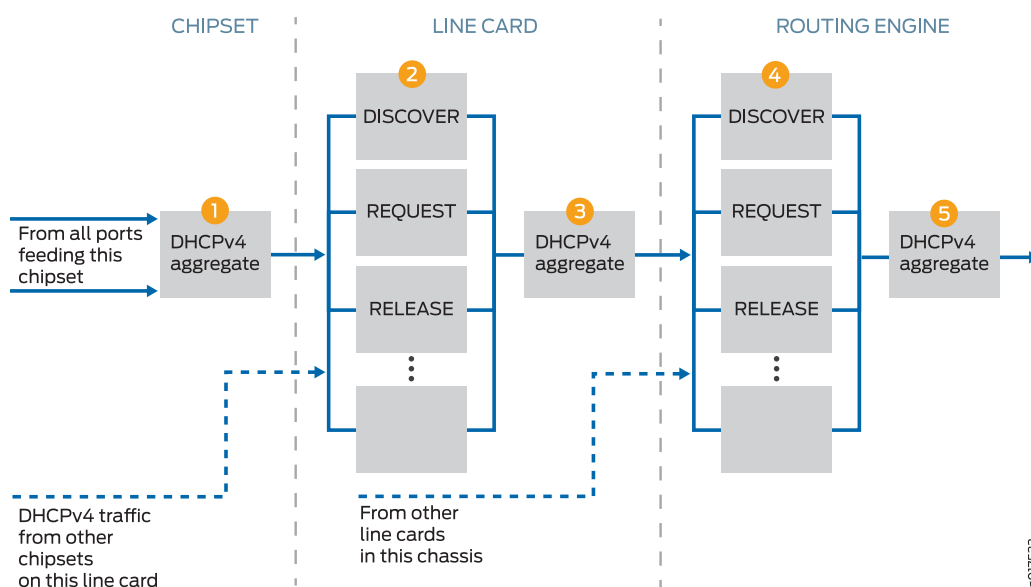 CHIPSET
LINE CARD
ROUTING ENGINE
2
4
DISCOVER
DISCOVER
1
REQUEST
3
REQUEST
5
From all ports
feeding this
chipset
DHCPv4
aggregate
DHCPv4
aggregate
DHCPv4
aggregate
RELEASE
RELEASE
DHCPv4 traffic
from other
chipsets
on this line card
From other
line cards
in this chassis